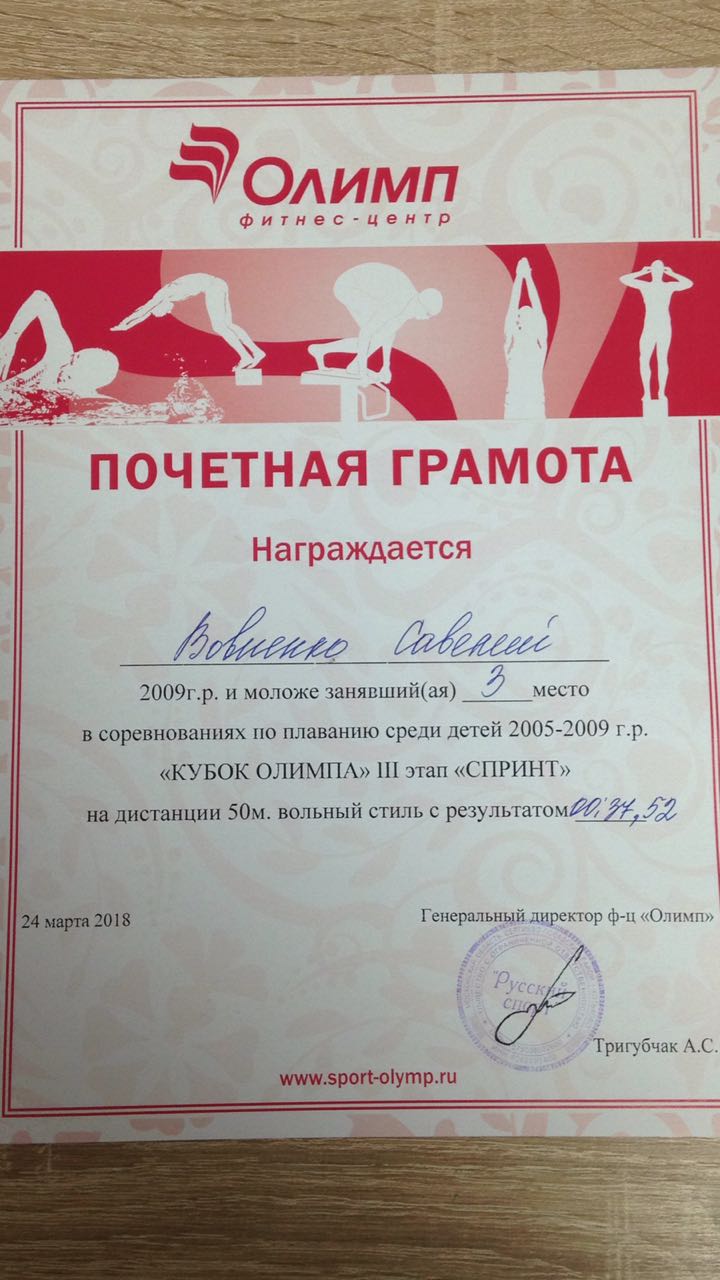 ОЛИМП
фитнес-центр
ПОЧЕТНАЯ ГРАМОТА
Награждается
Вовненко Савелий
2009г.р. и моложе занявший(ая) 3 место
в соревнованиях по плаванию среди детей 2005-2009 г.р.
«КУБОК ОЛИМПА» III этап «СПРИНТ»
на дистанции 50м. вольный стиль с результатом 00:37,52
24 марта 2018
Генеральный директор ф-ц «Олимп»
"Русский
спорт"
Тригубчак А.С.
www.sport-olymp.ru